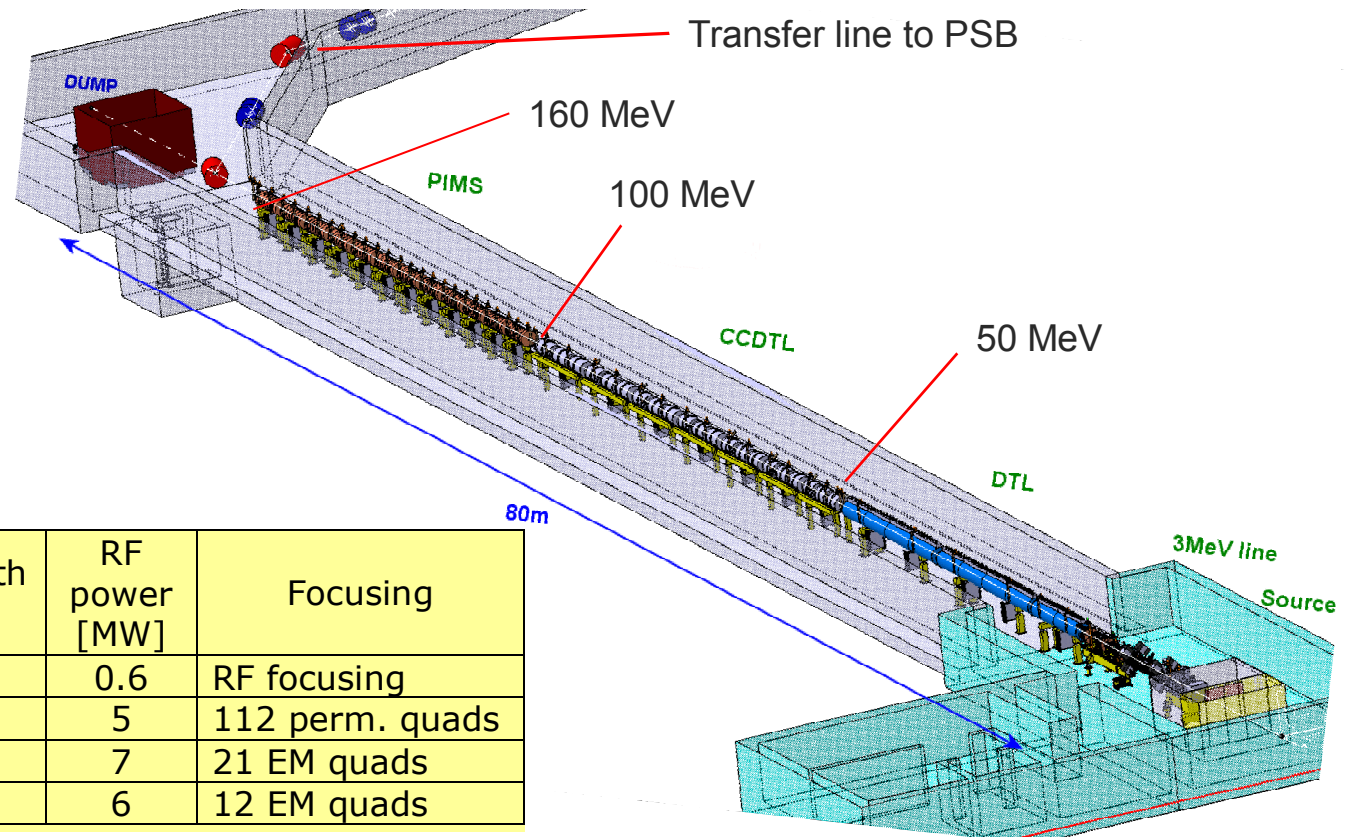 Transfer line to PSB
DUMP
160 MeV
PIMS
100 MeV
CCDTL
50 MeV
DTL
80m
3MeV line
Source
th
RF
power
[MW]
Focusing
0.6 RF focusing
5 112 perm. quads
7 21 EM quads
6 12 EM quads